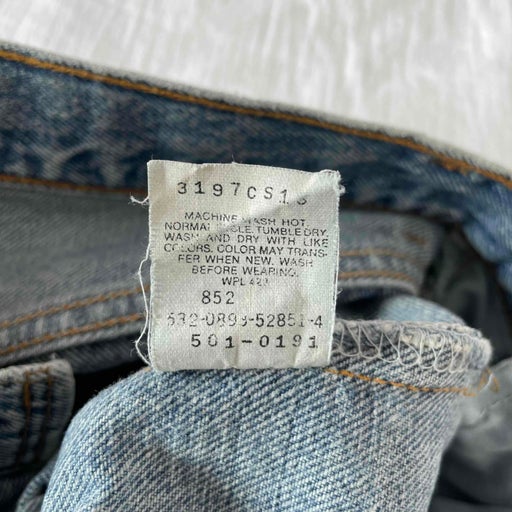 3197CS13
MACHINE WASH HOT,
NORMAL CYCLE. TUMBLE DRY.
WASH AND DRY WITH LIKE
COLORS. COLOR MAY TRANS-
FER WHEN NEW. WASH
BEFORE WEARING.
WPL 423
852
532-0893-52851-4
501-0191